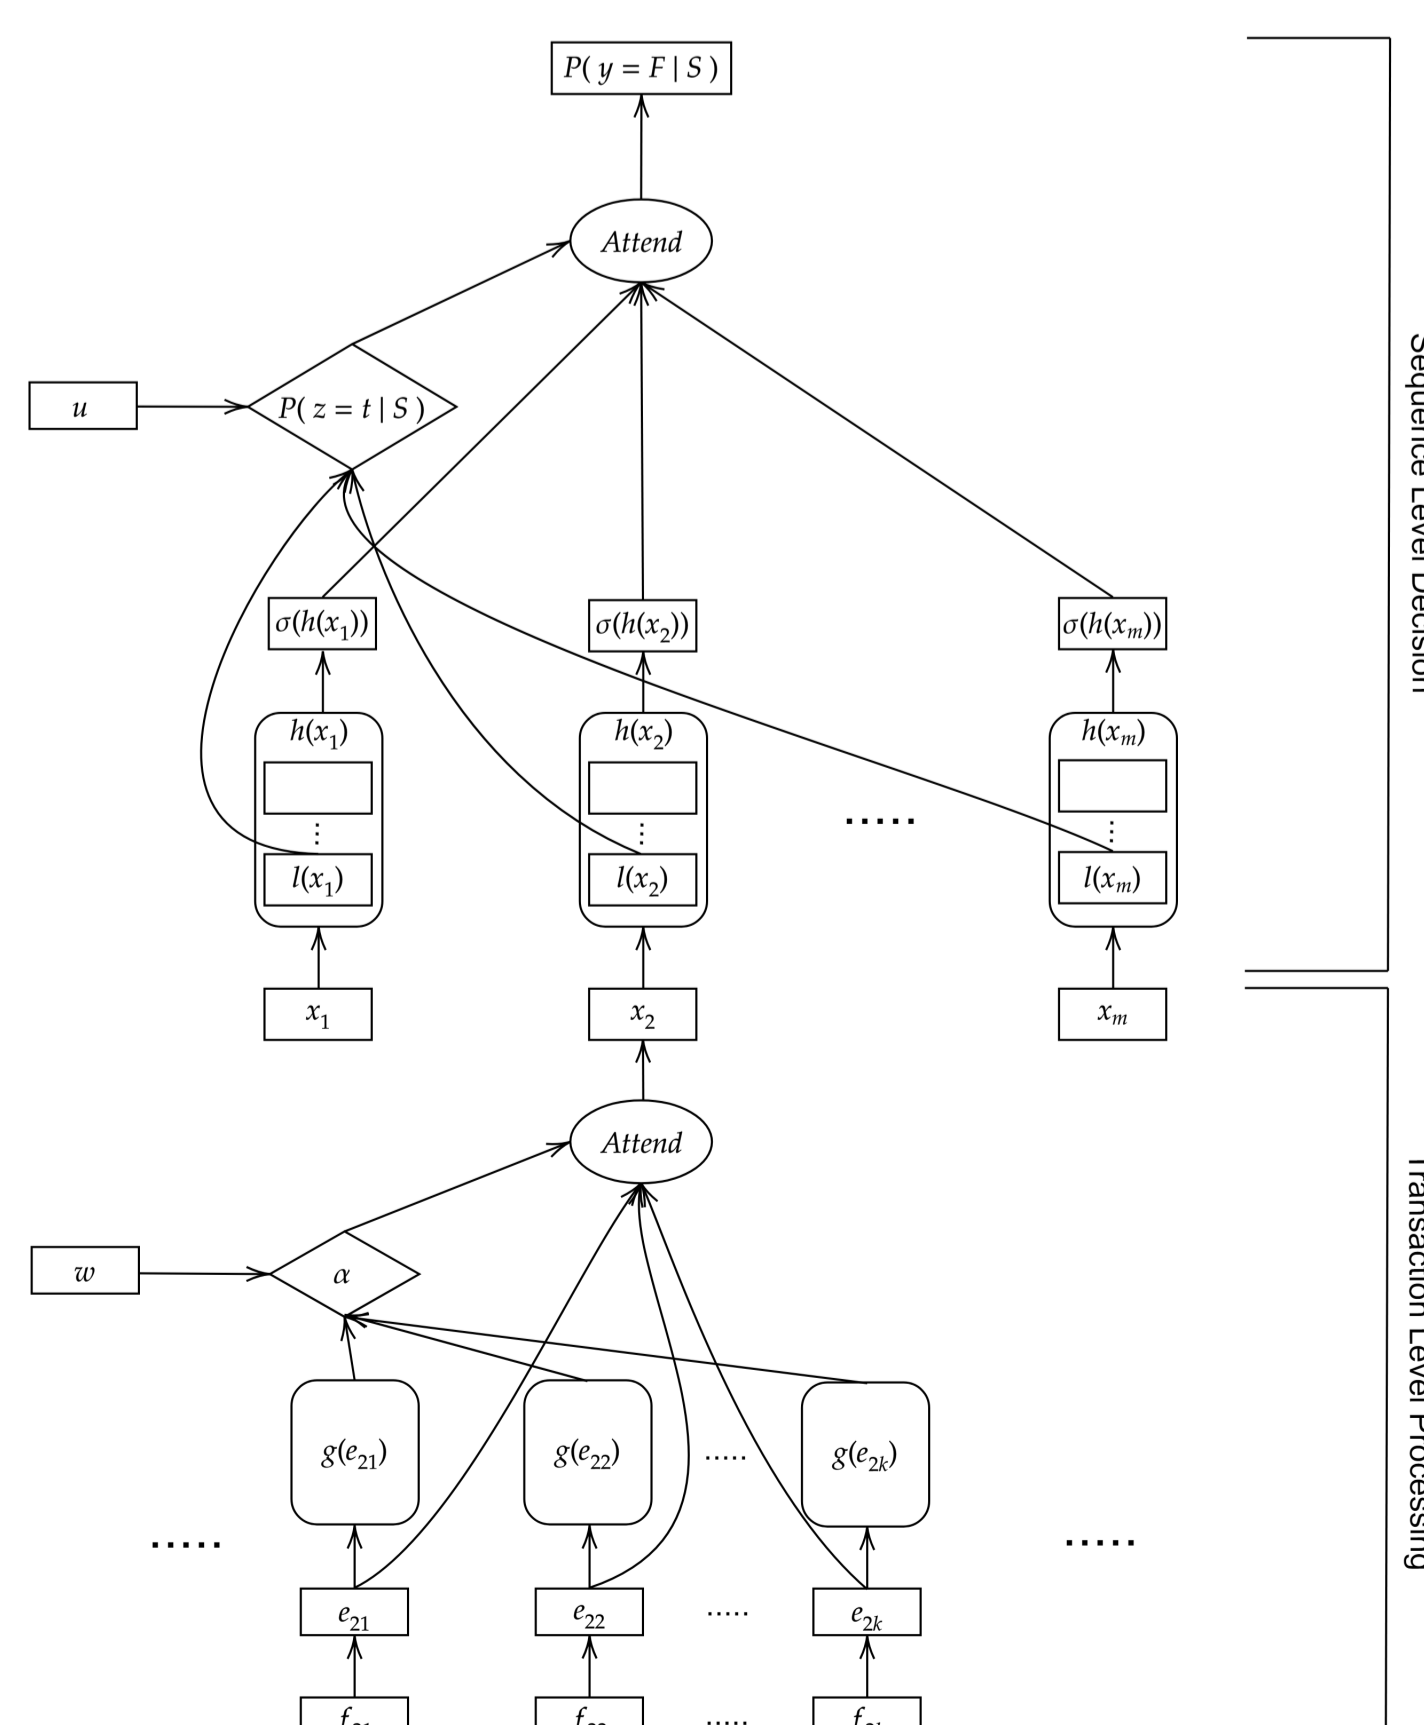 P( y = F | S )
Attend
u
P( z = t | S )
σ(h(x₁))
σ(h(x₂))
σ(h(xₘ))
h(x₁)
h(x₂)
h(xₘ)
⋮
⋮
⋮
.....
l(x₁)
l(x₂)
l(xₘ)
x₁
x₂
xₘ
Sequence Level Decision
Attend
w
α
g(e₂₁)
g(e₂₂)
.....
g(e₂ₖ)
.....
.....
e₂₁
e₂₂
.....
e₂ₖ
.....
Transaction Level Processing